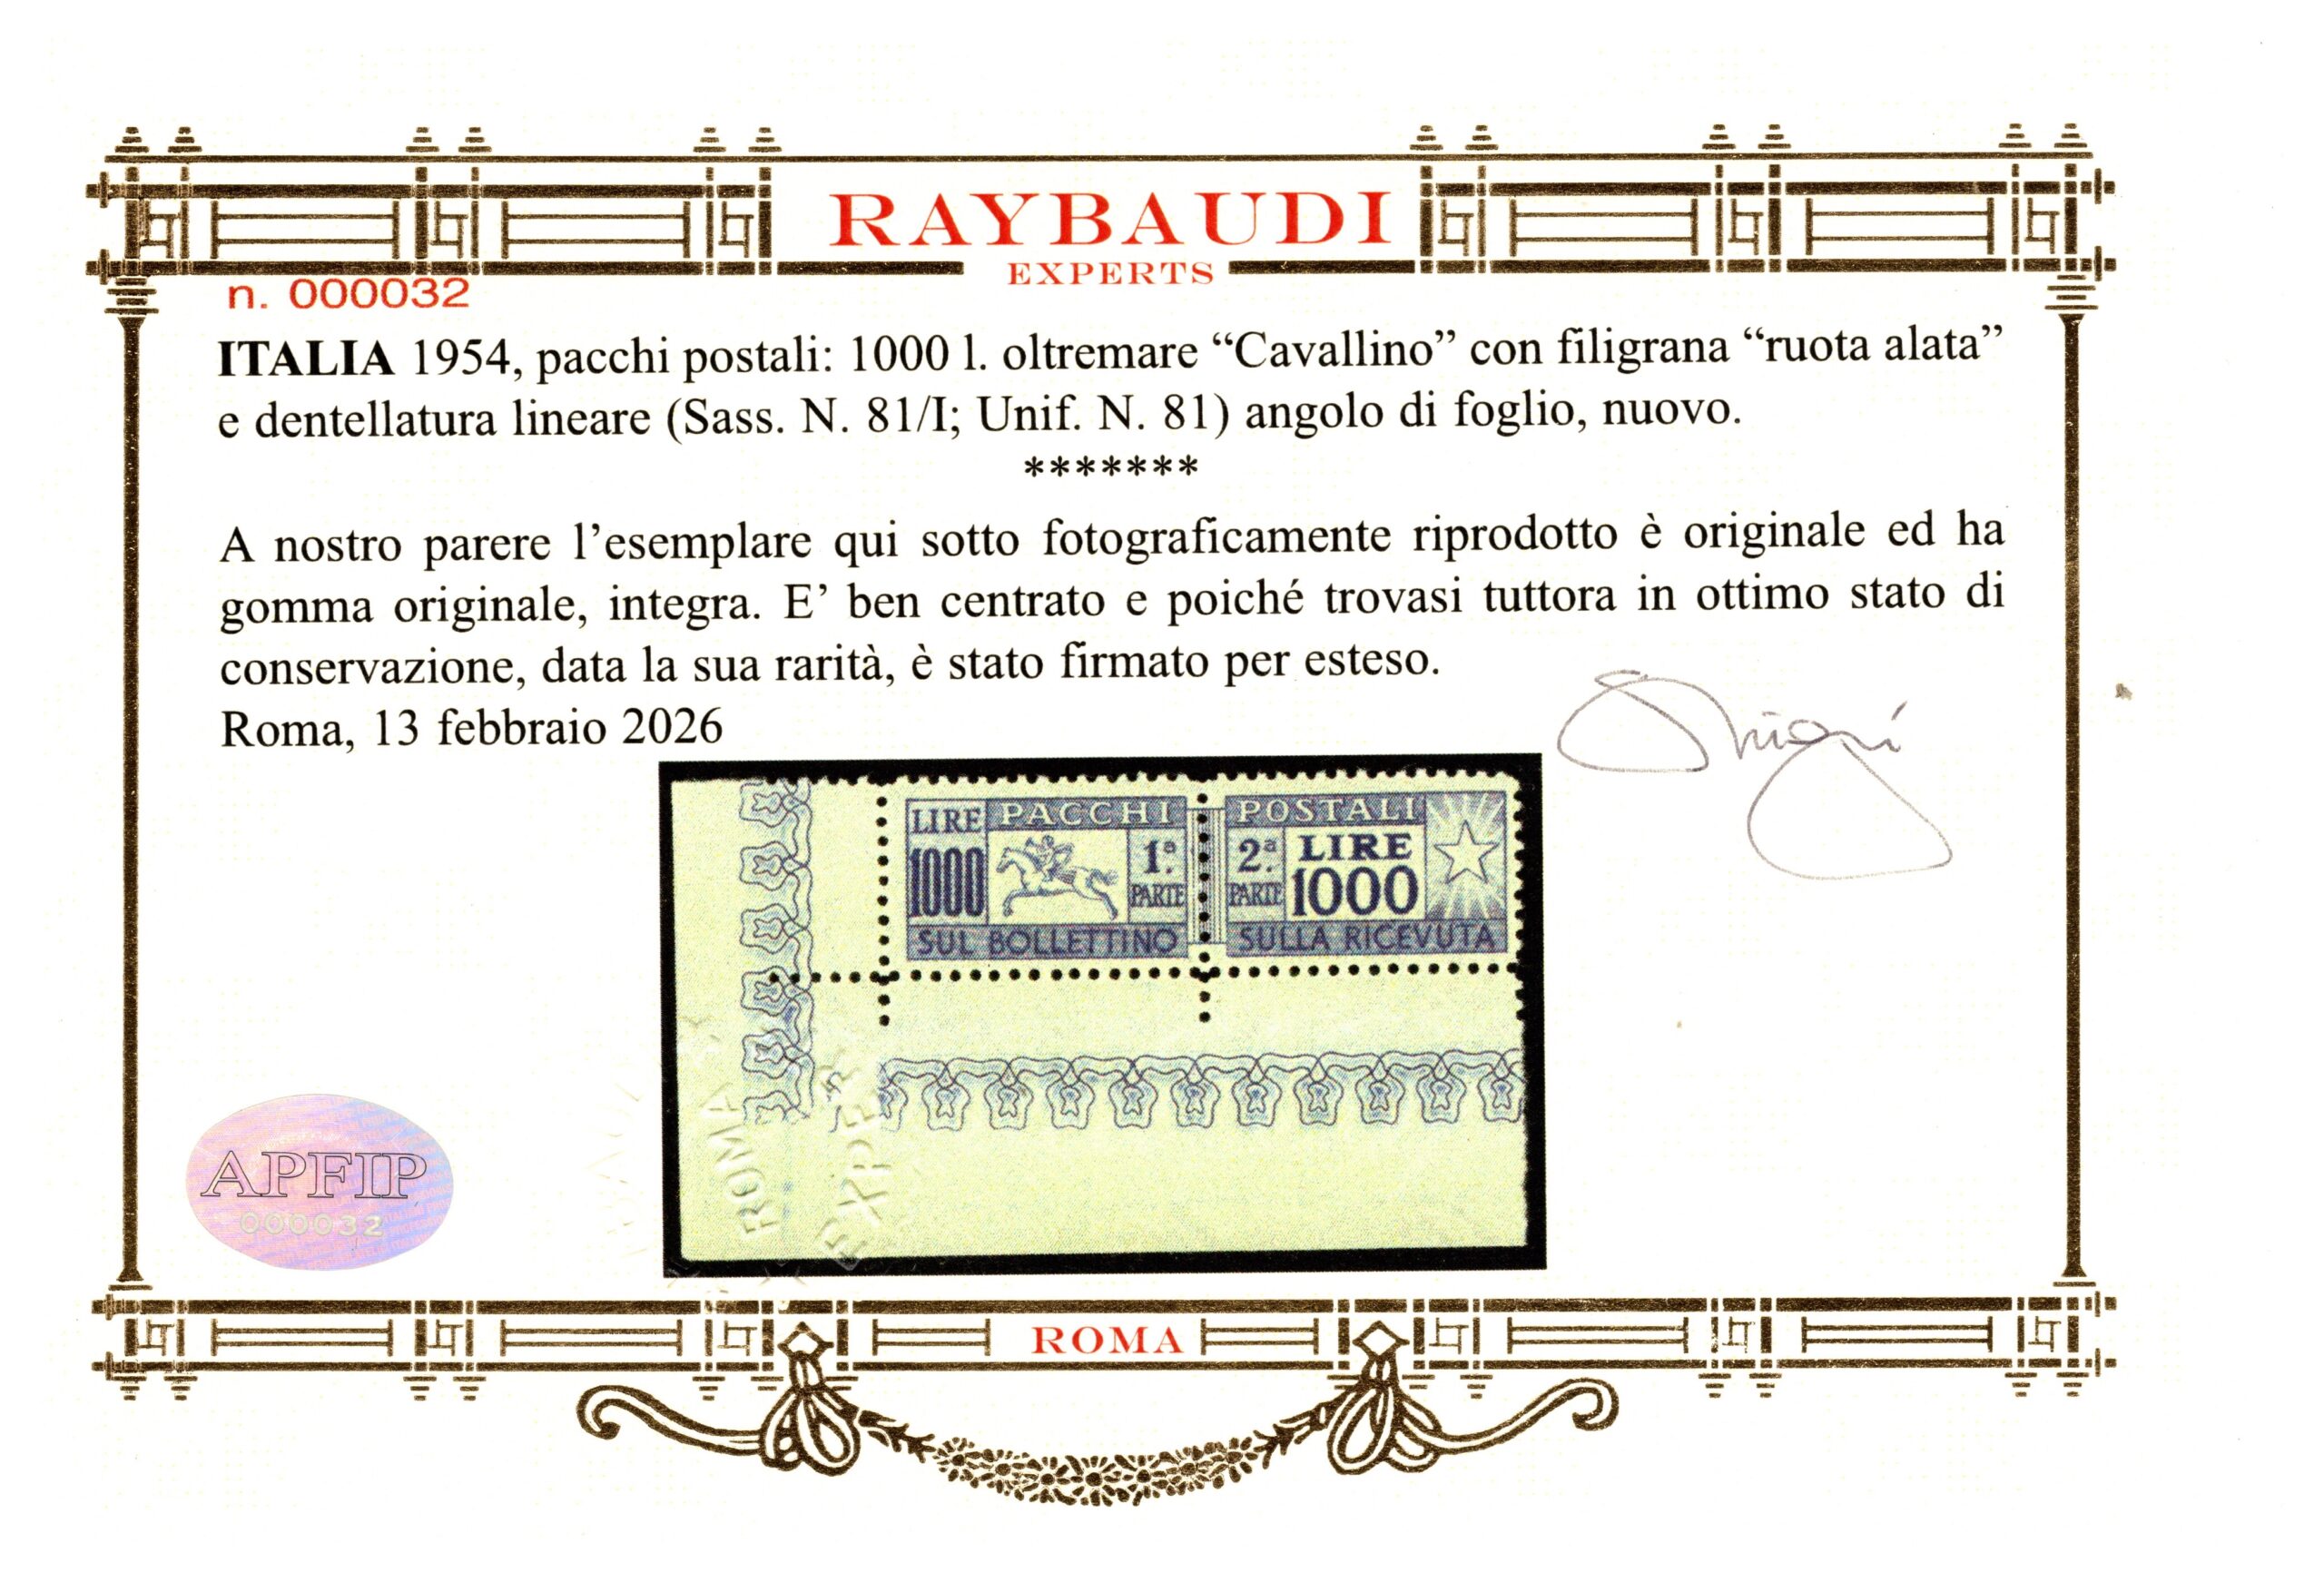 RAYBAUDI
EXPERTS
n. 000032
ITALIA 1954, pacchi postali: 1000 l. oltremare “Cavallino” con filigrana “ruota alata”
e dentellatura lineare (Sass. N. 81/I; Unif. N. 81) angolo di foglio, nuovo.
*******
A nostro parere l’esemplare qui sotto fotograficamente riprodotto è originale ed ha
gomma originale, integra. E’ ben centrato e poiché trovasi tuttora in ottimo stato di
conservazione, data la sua rarità, è stato firmato per esteso.
Roma, 13 febbraio 2026
LIRE PACCHI POSTALI
1000 1ª PARTE 2ª PARTE LIRE 1000
SUL BOLLETTINO SULLA RICEVUTA
ROMA
EXPER
APFIP
000032
ROMA